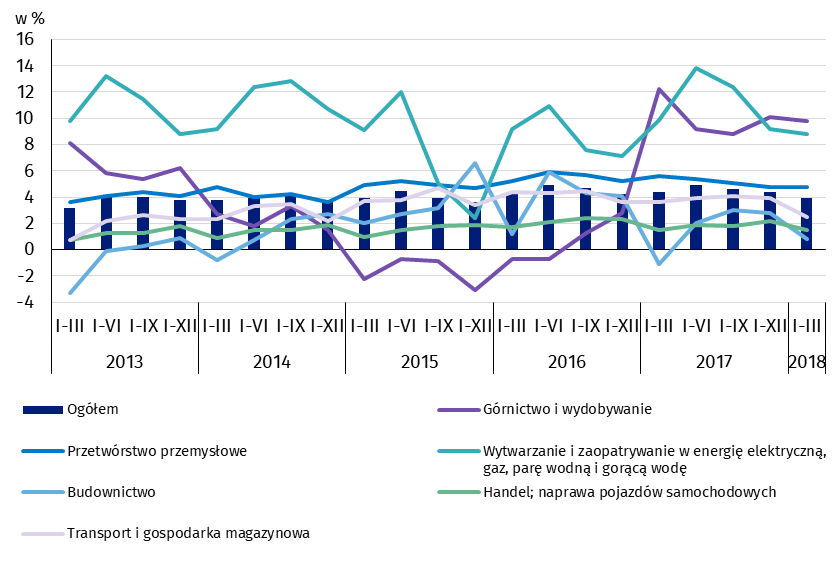 w %
16
14
12
10
8
6
4
2
0
-2
-4
I-III I-VI I-IX I-XII I-III I-VI I-IX I-XII I-III I-VI I-IX I-XII I-III I-VI I-IX I-XII I-III I-VI I-IX I-XII I-III
2013 2014 2015 2016 2017 2018
Ogółem
Górnictwo i wydobywanie
Przetwórstwo przemysłowe
Wytwarzanie i zaopatrywanie w energię elektryczną,
gaz, parę wodną i gorącą wodę
Budownictwo
Handel; naprawa pojazdów samochodowych
Transport i gospodarka magazynowa